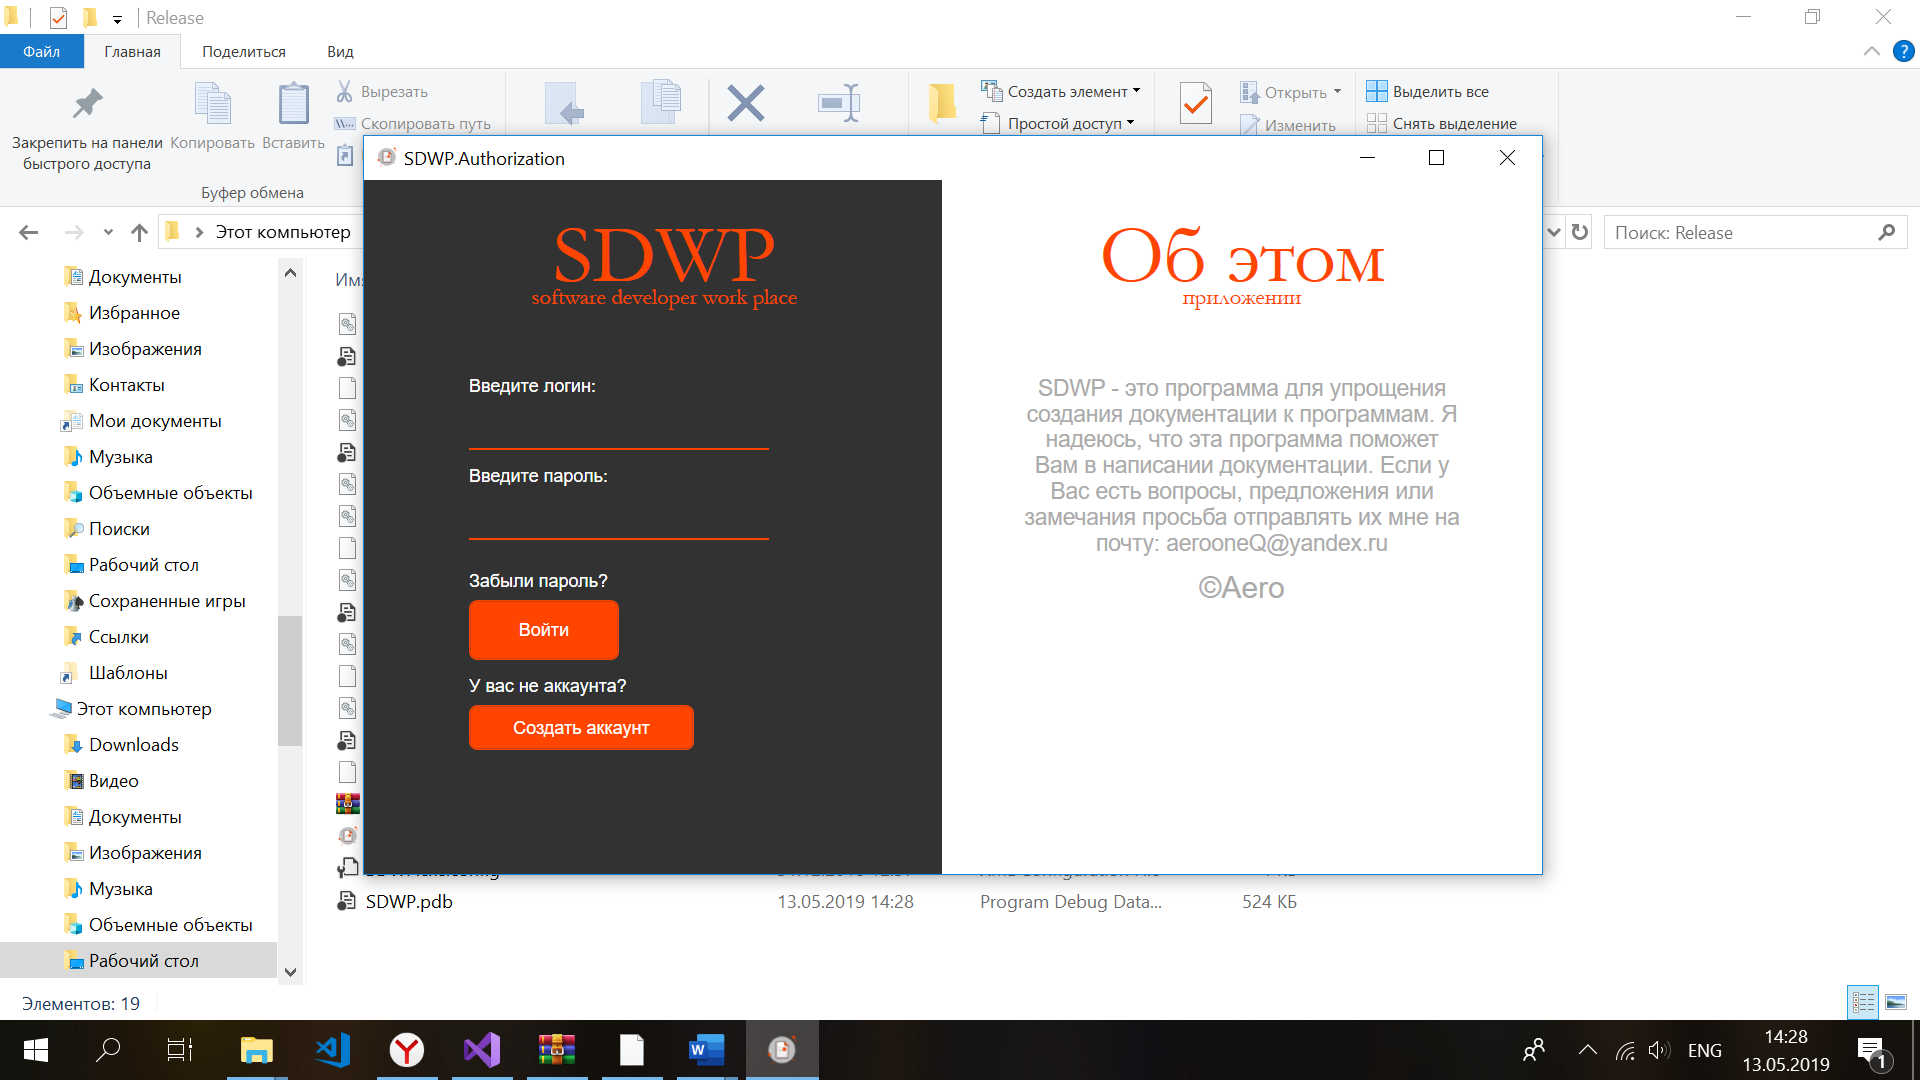 Release
Файл
Главная
Поделиться
Вид
Закрепить на панели
быстрого доступа
Копировать
Вставить
Вырезать
Скопировать путь
Буфер обмена
Создать элемент
Простой доступ
Открыть
Изменить
Выделить все
Снять выделение
Этот компьютер
Поиск: Release
SDWP.Authorization
SDWP
software developer work place
Введите логин:
Введите пароль:
Забыли пароль?
Войти
У вас не аккаунта?
Создать аккаунт
Об этом
приложении
SDWP - это программа для упрощения
создания документации к программам. Я
надеюсь, что эта программа поможет
Вам в написании документации. Если у
Вас есть вопросы, предложения или
замечания просьба отправлять их мне на
почту: aerooneQ@yandex.ru
©Aero
Документы
Избранное
Изображения
Контакты
Мои документы
Музыка
Объемные объекты
Поиски
Рабочий стол
Сохраненные игры
Ссылки
Шаблоны
Этот компьютер
Downloads
Видео
Документы
Изображения
Музыка
Объемные объекты
Рабочий стол
SDWP.pdb 13.05.2019 14:28 Program Debug Data... 524 КБ
Элементов: 19
ENG
14:28
13.05.2019
1